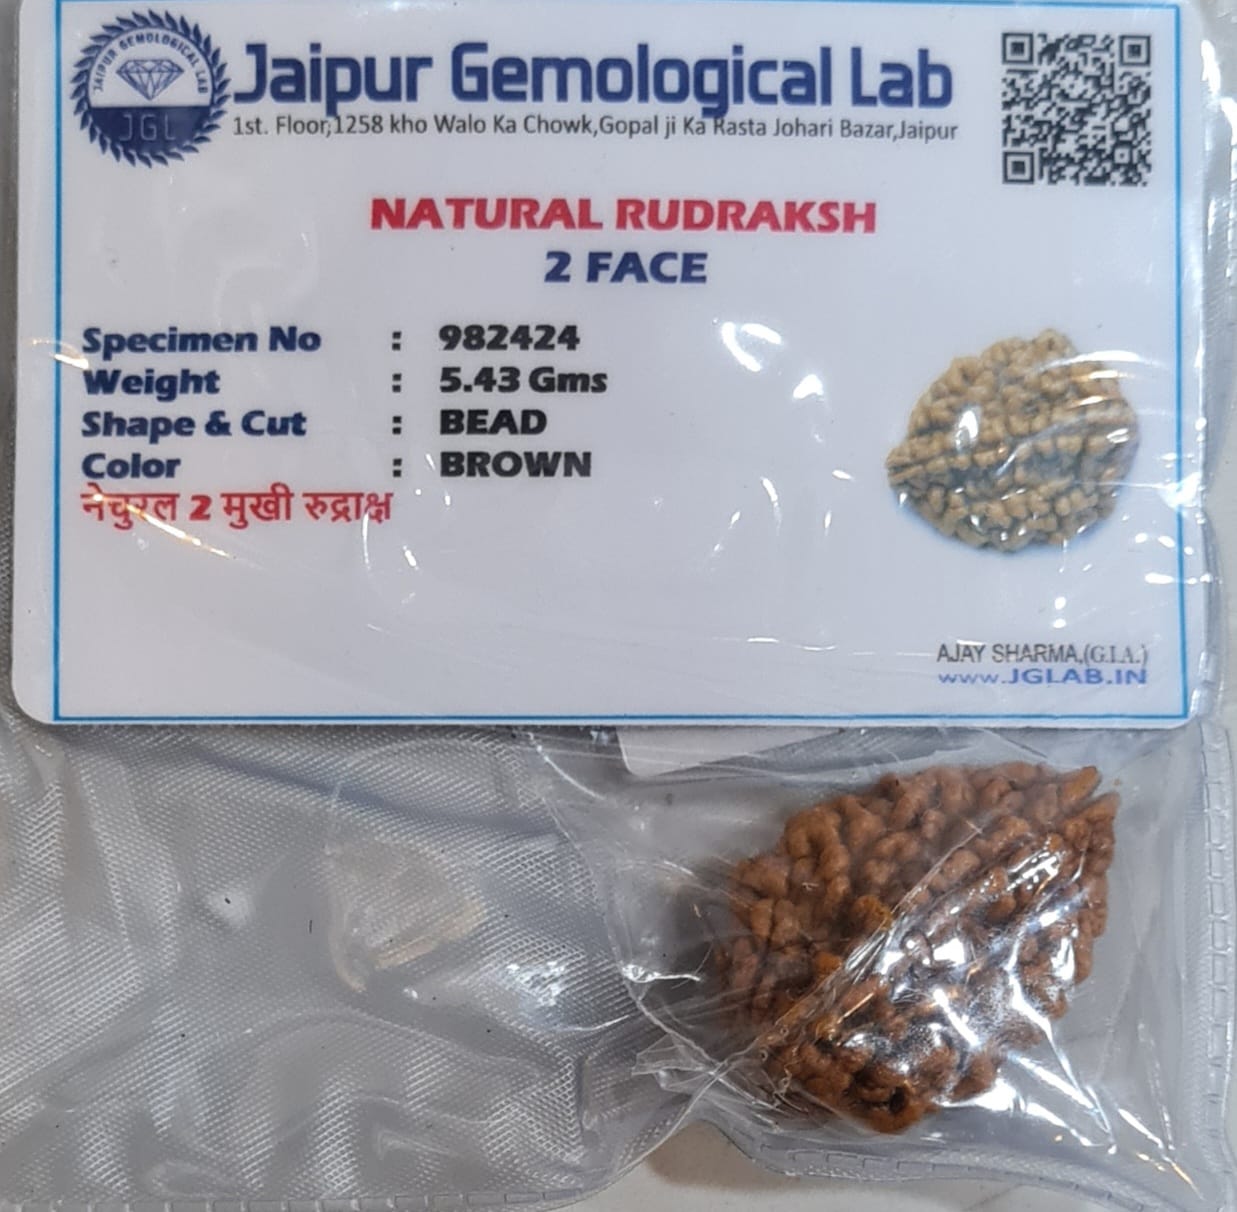 JAIPUR GEMOLOGICAL LAB
JGL
Jaipur Gemological Lab
1st. Floor,1258 kho Walo Ka Chowk,Gopal ji Ka Rasta Johari Bazar,Jaipur
NATURAL RUDRAKSH
2 FACE
Specimen No : 982424
Weight : 5.43 Gms
Shape & Cut : BEAD
Color : BROWN
नेचुरल 2 मुखी रुद्राक्ष
AJAY SHARMA,(G.I.A.)
www.JGLAB.IN